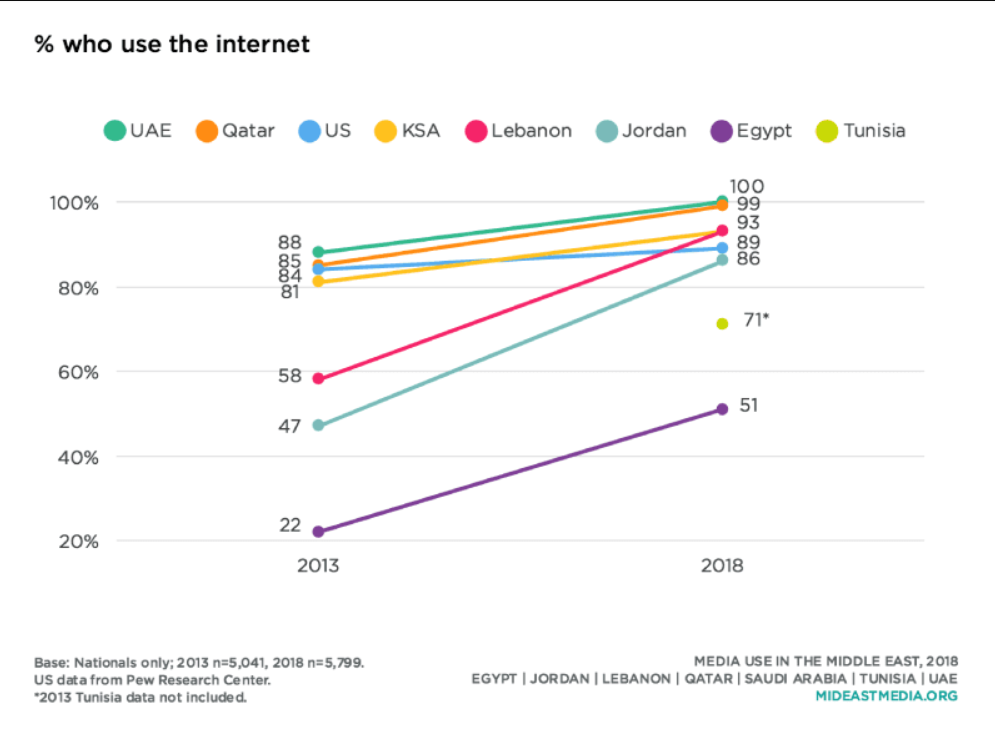 % who use the internet
UAE Qatar US KSA Lebanon Jordan Egypt Tunisia
100%
80%
60%
40%
20%
88
85
84
81
58
47
22
100
99
93
89
86
71*
51
2013 2018
Base: Nationals only; 2013 n=5,041, 2018 n=5,799.
US data from Pew Research Center.
*2013 Tunisia data not included.
MEDIA USE IN THE MIDDLE EAST, 2018
EGYPT | JORDAN | LEBANON | QATAR | SAUDI ARABIA | TUNISIA | UAE
MIDEASTMEDIA.ORG